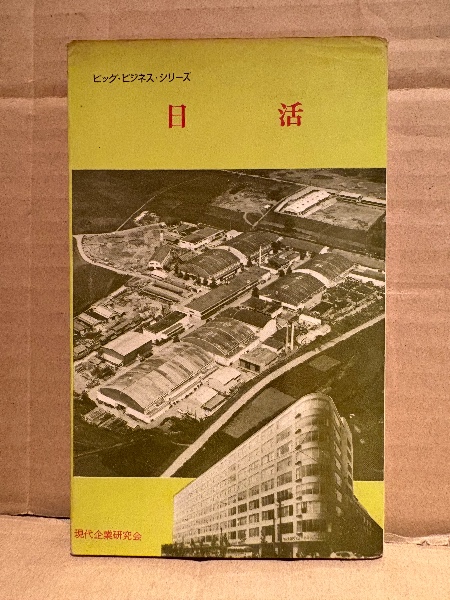 ビッグ・ビジネス・シリーズ
日活
現代企業研究会